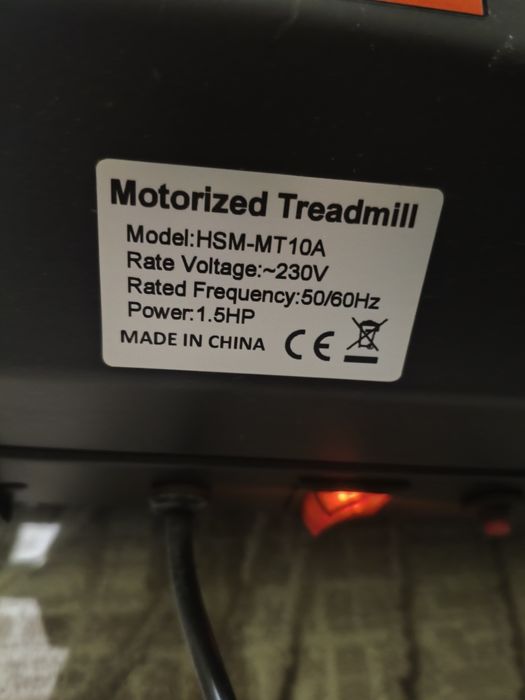 Motorized Treadmill
Model:HSM-MT10A
Rate Voltage:~230V
Rated Frequency:50/60Hz
Power:1.5HP
MADE IN CHINA CE